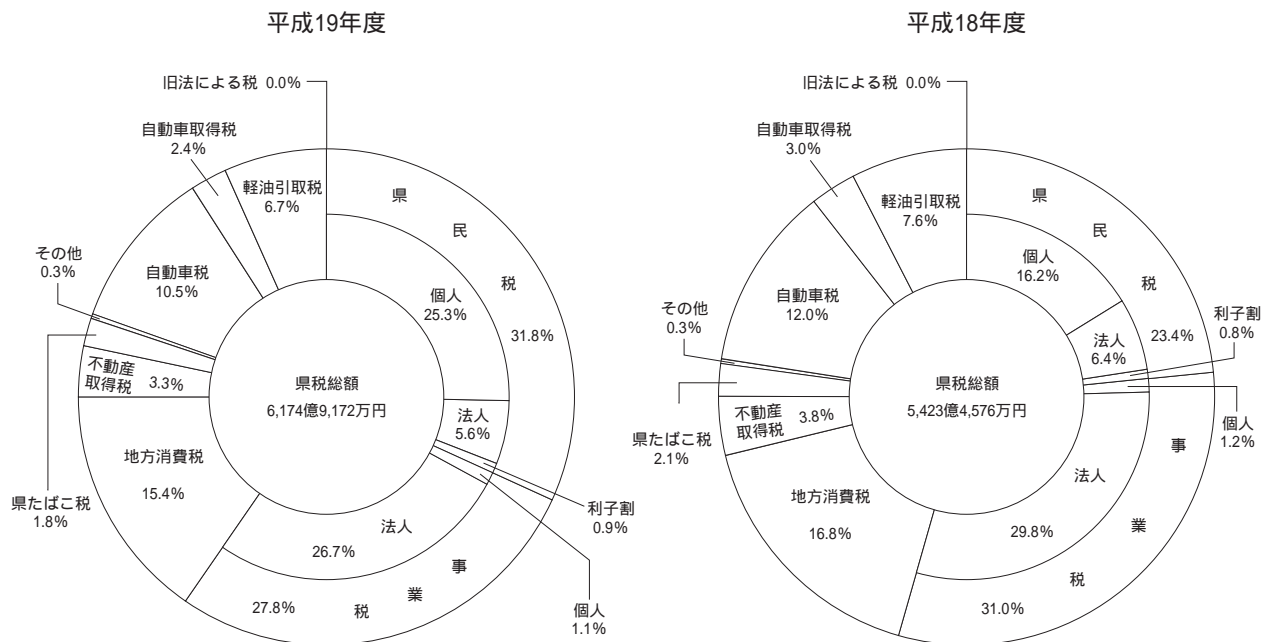 平成19年度
旧法による税 0.0%
自動車取得税
2.4%
軽油引取税
6.7%
県
民
税
31.8%
個人
25.3%
その他
0.3%
自動車税
10.5%
不動産
取得税
3.3%
県税総額
6,174億9,172万円
法人
5.6%
地方消費税
15.4%
県たばこ税
1.8%
利子割
0.9%
法人
26.7%
事
業
税
27.8%
個人
1.1%
平成18年度
旧法による税 0.0%
自動車取得税
3.0%
軽油引取税
7.6%
県
民
税
23.4%
個人
16.2%
利子割
0.8%
法人
6.4%
その他
0.3%
自動車税
12.0%
不動産
取得税
3.8%
県税総額
5,423億4,576万円
県たばこ税
2.1%
個人
1.2%
地方消費税
16.8%
法人
29.8%
事
業
税
31.0%